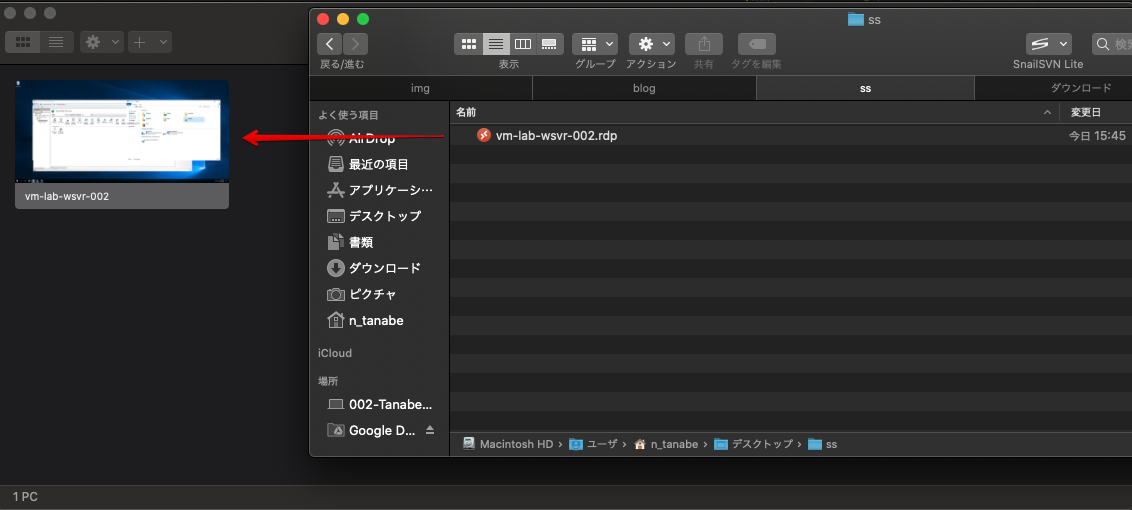 ss
戻る/進む
表示
グループ
アクション
共有
タグを編集
SnailSVN Lite
検索
img
blog
ss
ダウンロード
よく使う項目
AirDrop
最近の項目
アプリケーシ…
デスクトップ
書類
ダウンロード
ピクチャ
n_tanabe
iCloud
場所
002-Tanabe...
Google D...
名前
変更日
vm-lab-wsvr-002.rdp
今日 15:45
Macintosh HD › ユーザ › n_tanabe › デスクトップ › ss
vm-lab-wsvr-002
1 PC